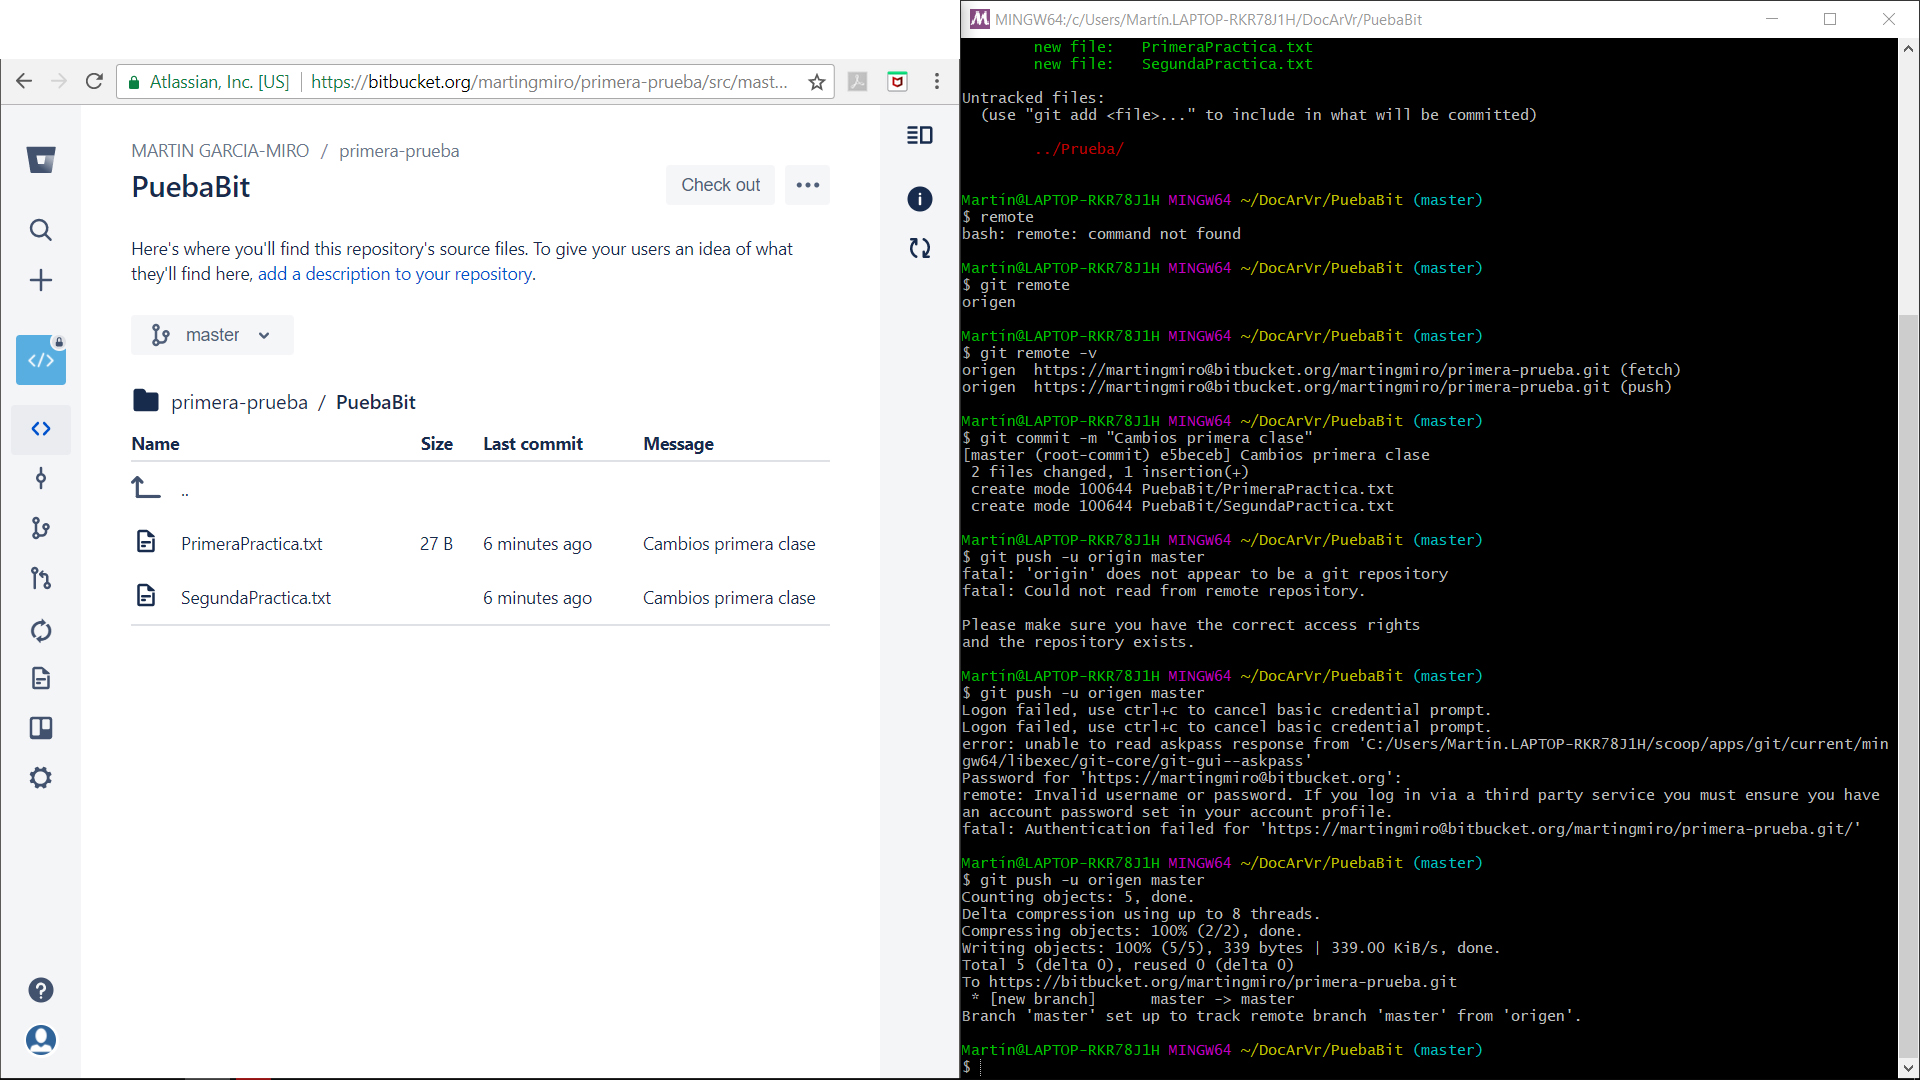 Atlassian, Inc. [US]
https://bitbucket.org/martingmiro/primera-prueba/src/mast...
MARTIN GARCIA-MIRO / primera-prueba
PuebaBit
Check out
Here's where you'll find this repository's source files. To give your users an idea of what
they'll find here, add a description to your repository.
master
primera-prueba / PuebaBit
Name Size Last commit Message
..
PrimeraPractica.txt 27 B 6 minutes ago Cambios primera clase
SegundaPractica.txt 6 minutes ago Cambios primera clase
MINGW64:/c/Users/Martín.LAPTOP-RKR78J1H/DocArVr/PuebaBit
new file: PrimeraPractica.txt
new file: SegundaPractica.txt
Untracked files:
(use "git add <file>..." to include in what will be committed)
../Prueba/
Martín@LAPTOP-RKR78J1H MINGW64 ~/DocArVr/PuebaBit (master)
$ remote
bash: remote: command not found
Martín@LAPTOP-RKR78J1H MINGW64 ~/DocArVr/PuebaBit (master)
$ git remote
origen
Martín@LAPTOP-RKR78J1H MINGW64 ~/DocArVr/PuebaBit (master)
$ git remote -v
origen https://martingmiro@bitbucket.org/martingmiro/primera-prueba.git (fetch)
origen https://martingmiro@bitbucket.org/martingmiro/primera-prueba.git (push)
Martín@LAPTOP-RKR78J1H MINGW64 ~/DocArVr/PuebaBit (master)
$ git commit -m "Cambios primera clase"
[master (root-commit) e5beceb] Cambios primera clase
2 files changed, 1 insertion(+)
create mode 100644 PuebaBit/PrimeraPractica.txt
create mode 100644 PuebaBit/SegundaPractica.txt
Martín@LAPTOP-RKR78J1H MINGW64 ~/DocArVr/PuebaBit (master)
$ git push -u origin master
fatal: 'origin' does not appear to be a git repository
fatal: Could not read from remote repository.
Please make sure you have the correct access rights
and the repository exists.
Martín@LAPTOP-RKR78J1H MINGW64 ~/DocArVr/PuebaBit (master)
$ git push -u origen master
Logon failed, use ctrl+c to cancel basic credential prompt.
Logon failed, use ctrl+c to cancel basic credential prompt.
error: unable to read askpass response from 'C:/Users/Martín.LAPTOP-RKR78J1H/scoop/apps/git/current/min
gw64/libexec/git-core/git-gui--askpass'
Password for 'https://martingmiro@bitbucket.org':
remote: Invalid username or password. If you log in via a third party service you must ensure you have
an account password set in your account profile.
fatal: Authentication failed for 'https://martingmiro@bitbucket.org/martingmiro/primera-prueba.git/'
Martín@LAPTOP-RKR78J1H MINGW64 ~/DocArVr/PuebaBit (master)
$ git push -u origen master
Counting objects: 5, done.
Delta compression using up to 8 threads.
Compressing objects: 100% (2/2), done.
Writing objects: 100% (5/5), 339 bytes | 339.00 KiB/s, done.
Total 5 (delta 0), reused 0 (delta 0)
To https://bitbucket.org/martingmiro/primera-prueba.git
* [new branch] master -> master
Branch 'master' set up to track remote branch 'master' from 'origen'.
Martín@LAPTOP-RKR78J1H MINGW64 ~/DocArVr/PuebaBit (master)
$